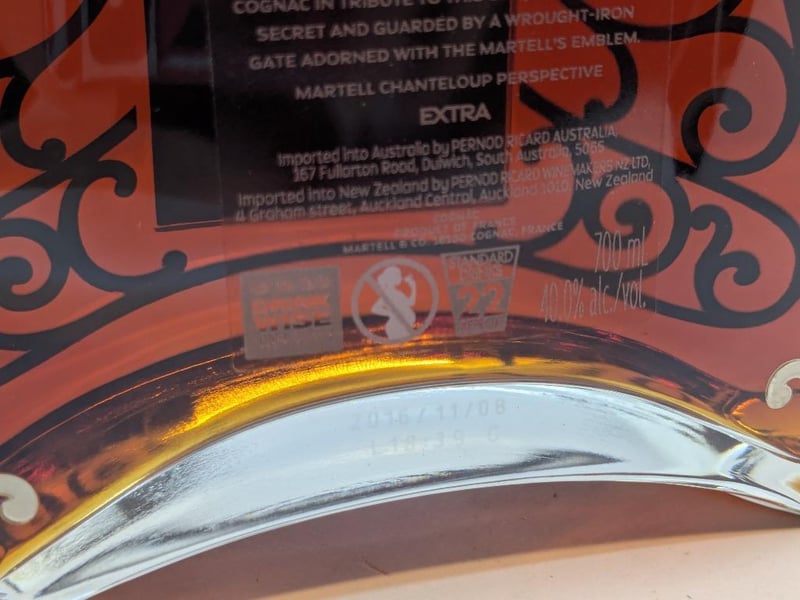 COGNAC IN TRIBUTE TO
SECRET AND GUARDED BY A WROUGHT-IRON
GATE ADORNED WITH THE MARTELL'S EMBLEM.
MARTELL CHANTELOUP PERSPECTIVE
EXTRA
Imported into Australia by PERNOD RICARD AUSTRALIA,
167 Fullarton Road, Dulwich, South Australia, 5065
Imported into New Zealand by PERNOD RICARD WINEMAKERS NZ LTD,
4 Graham street, Auckland Central, Auckland 1010, New Zealand
COGNAC
PRODUCT OF FRANCE
MARTELL & CO. 16100 COGNAC, FRANCE
700 mL
40.0% alc./vol.
DRINK
WISE
STANDARD
DRINKS
22
2016/11/08